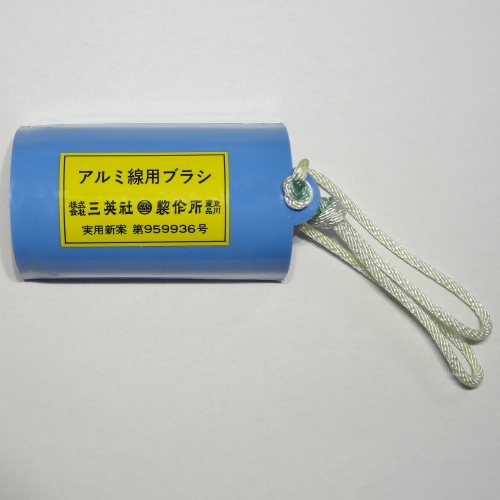 アルミ線用ブラシ
株式会社 三英社 製作所 東京品川
実用新案 第959936号